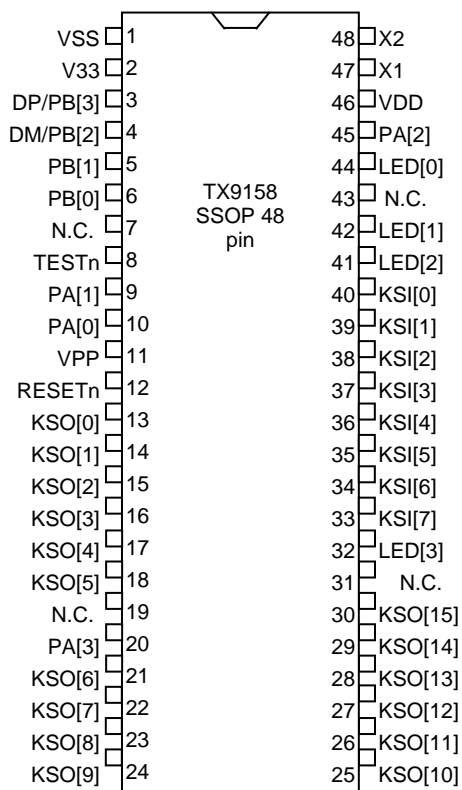 VSS 1 48 X2
V33 2 47 X1
DP/PB[3] 3 46 VDD
DM/PB[2] 4 45 PA[2]
PB[1] 5 44 LED[0]
PB[0] 6 43 N.C.
N.C. 7 42 LED[1]
TESTn 8 41 LED[2]
PA[1] 9 40 KSI[0]
PA[0] 10 39 KSI[1]
VPP 11 38 KSI[2]
RESETn 12 37 KSI[3]
KSO[0] 13 36 KSI[4]
KSO[1] 14 35 KSI[5]
KSO[2] 15 34 KSI[6]
KSO[3] 16 33 KSI[7]
KSO[4] 17 32 LED[3]
KSO[5] 18 31 N.C.
N.C. 19 30 KSO[15]
PA[3] 20 29 KSO[14]
KSO[6] 21 28 KSO[13]
KSO[7] 22 27 KSO[12]
KSO[8] 23 26 KSO[11]
KSO[9] 24 25 KSO[10]
TX9158
SSOP 48
pin